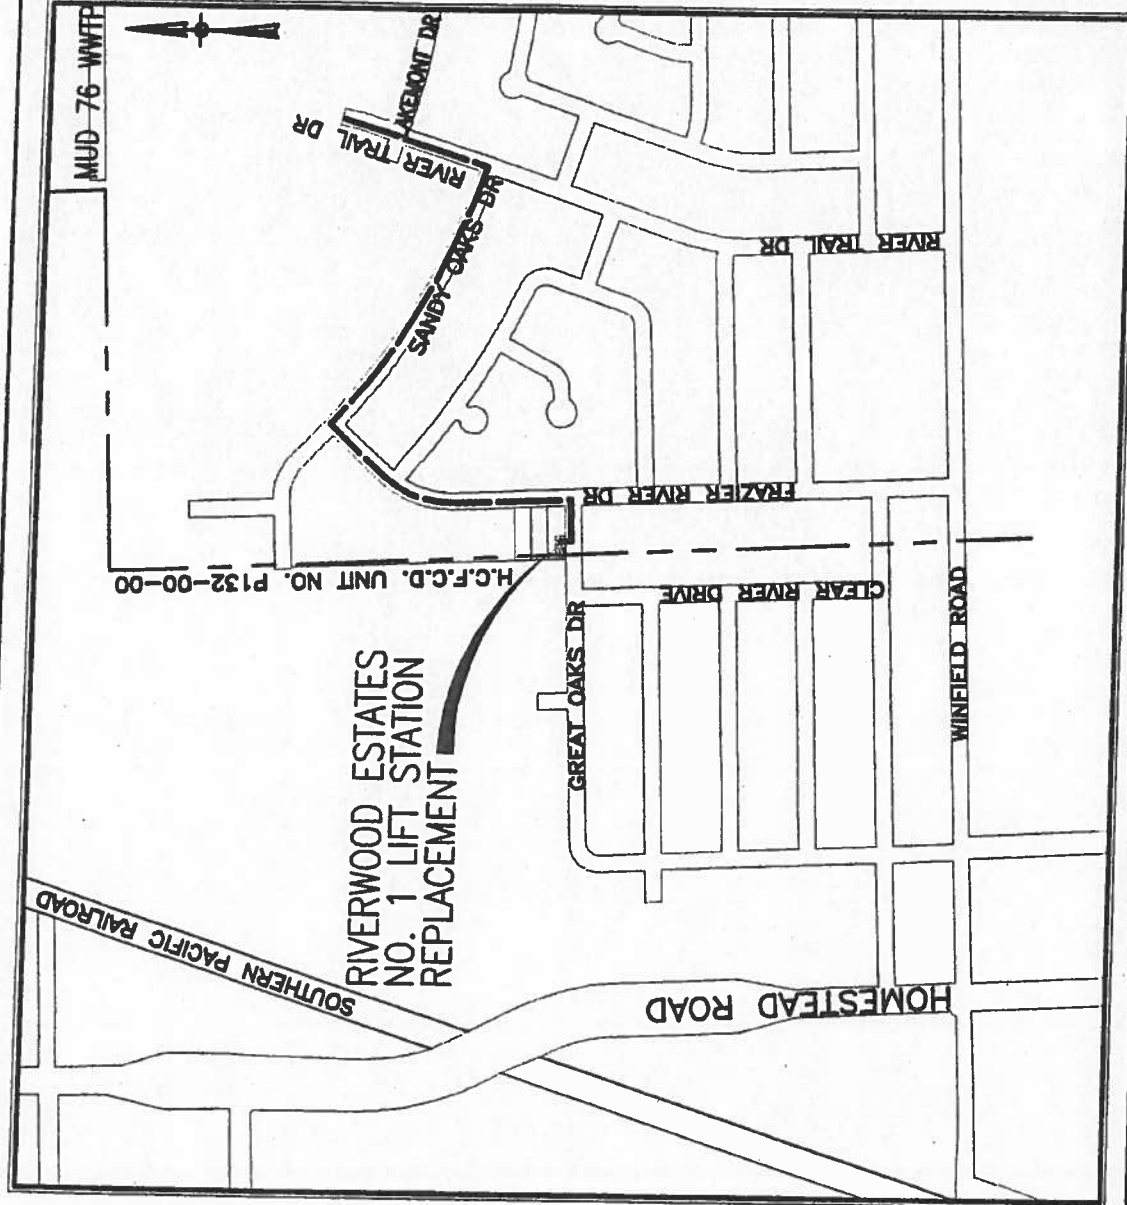 MUD 76 WWTP
RIVER TRAIL DR
AKEMONT DR
SANDY OAKS DR
RIVER TRAIL DR
FRAZIER RIVER DR
H.C.F.C.D. UNIT NO. P132-00-00
CLEAR RIVER DRIVE
GREAT OAKS DR
WINFIELD ROAD
RIVERWOOD ESTATES
NO. 1 LIFT STATION
REPLACEMENT
SOUTHERN PACIFIC RAILROAD
HOMESTEAD ROAD